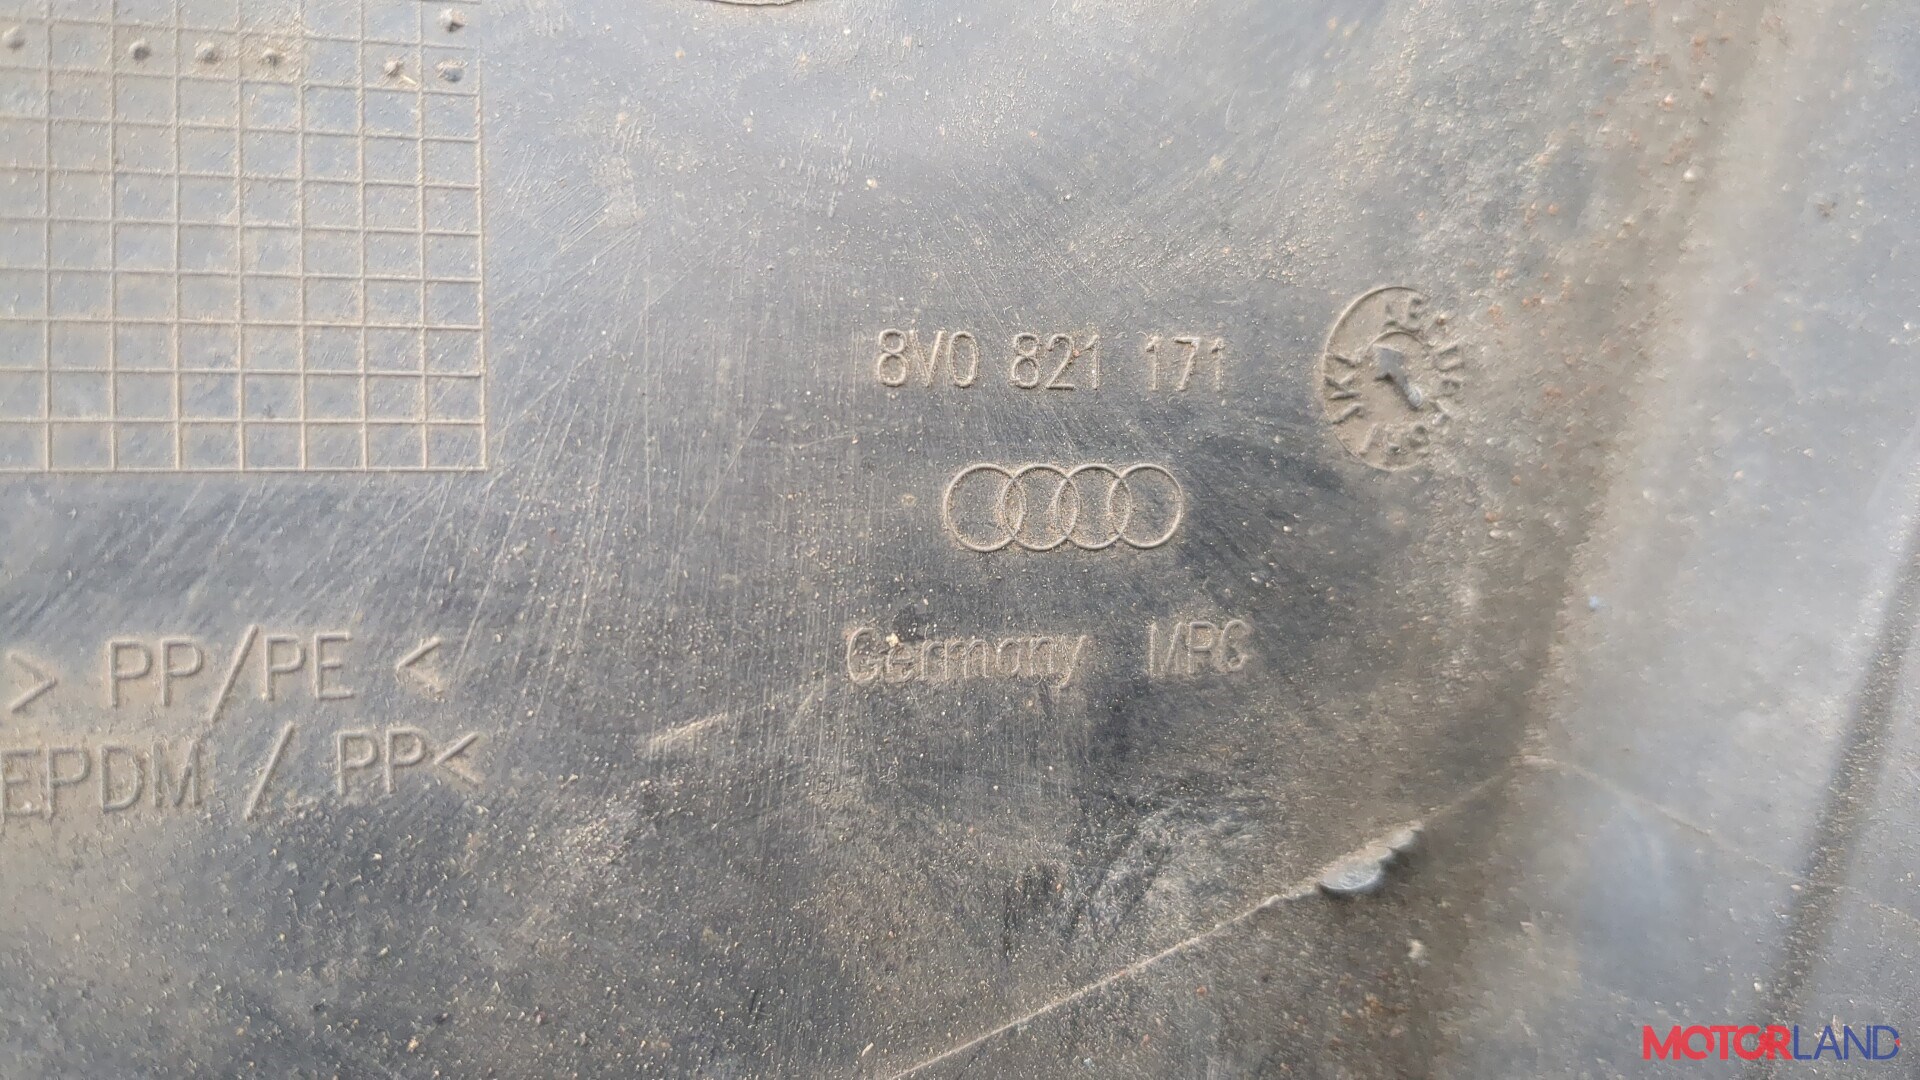 8V0 821 171
Germany MPG
> PP/PE <
EPDM / PP<
MOTORLAND